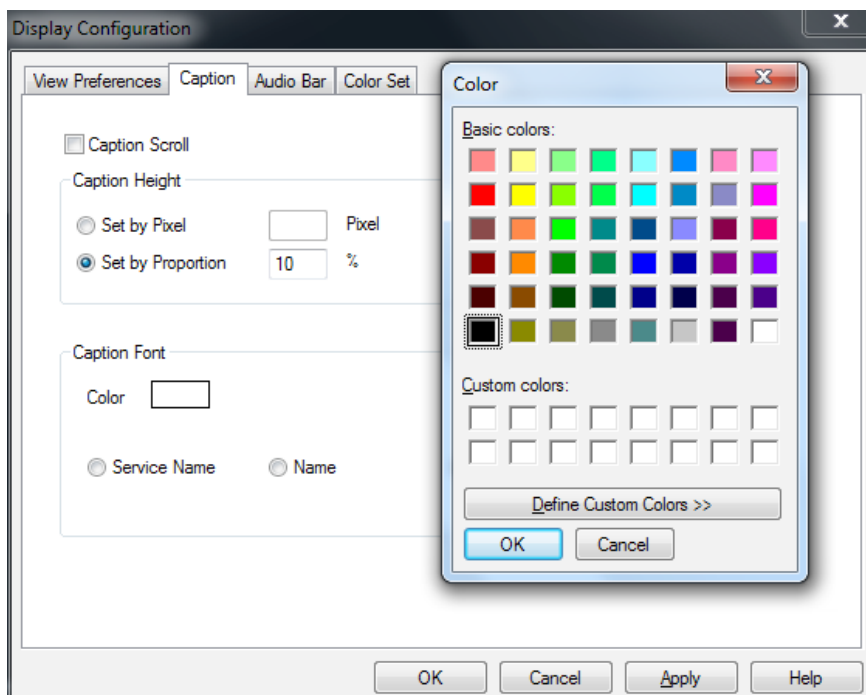 Display Configuration
x
View Preferences Caption Audio Bar Color Set
Caption Scroll
Caption Height
Set by Pixel Pixel
Set by Proportion 10 %
Caption Font
Color
Service Name Name
Color
x
Basic colors:
Custom colors:
Define Custom Colors >>
OK Cancel
OK Cancel Apply Help